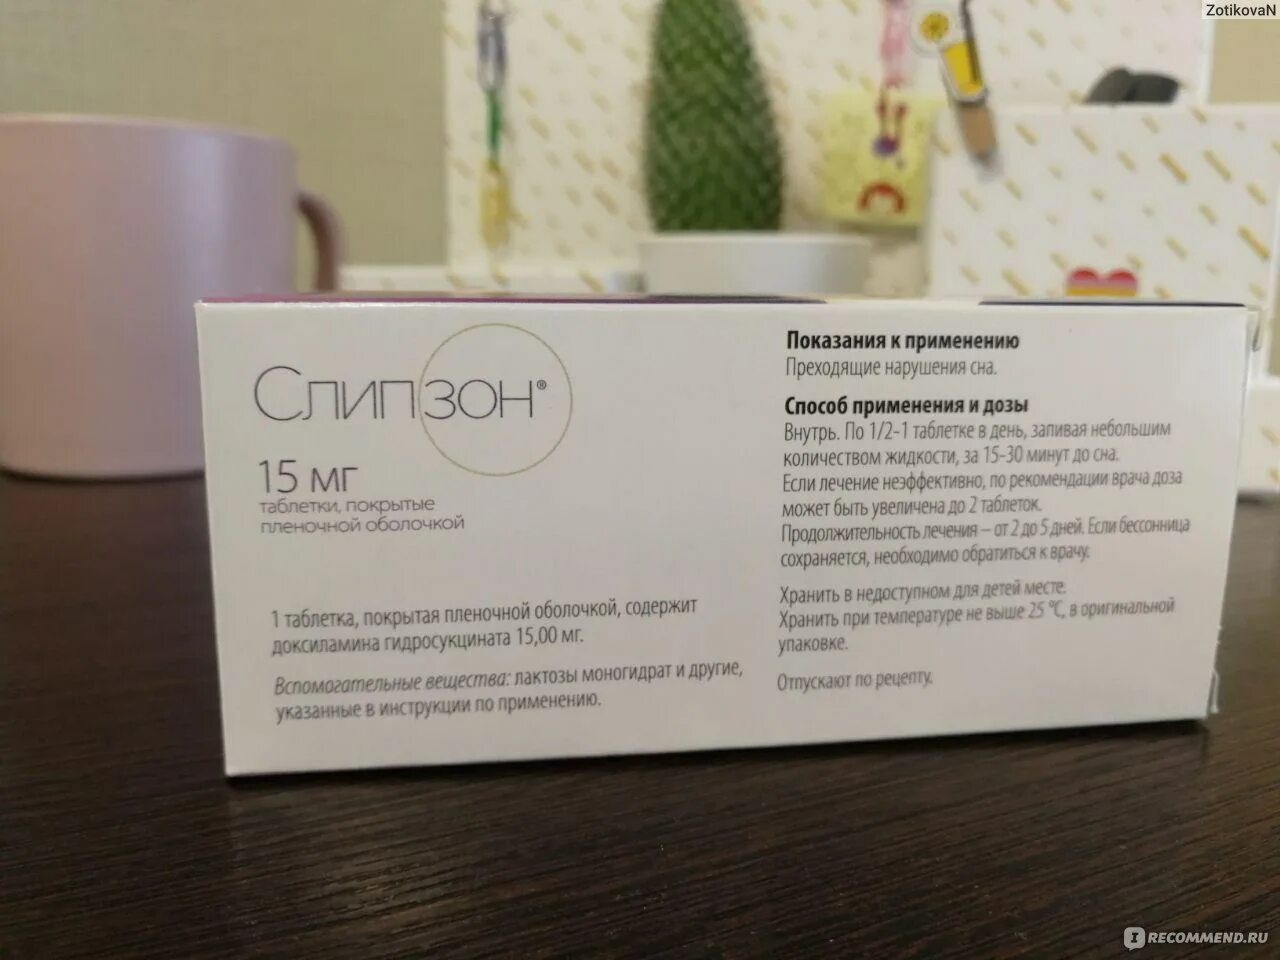 ZotikovaN
Слипзон®
15 мг
таблетки, покрытые
пленочной оболочкой
1 таблетка, покрытая пленочной оболочкой, содержит
доксиламина гидросукцината 15,00 мг.
Вспомогательные вещества: лактозы моногидрат и другие,
указанные в инструкции по применению.
Показания к применению
Преходящие нарушения сна.
Способ применения и дозы
Внутрь. По 1/2-1 таблетке в день, запивая небольшим
количеством жидкости, за 15-30 минут до сна.
Если лечение неэффективно, по рекомендации врача доза
может быть увеличена до 2 таблеток.
Продолжительность лечения – от 2 до 5 дней. Если бессонница
сохраняется, необходимо обратиться к врачу.
Хранить в недоступном для детей месте.
Хранить при температуре не выше 25 °С, в оригинальной
упаковке.
Отпускают по рецепту.
IRECOMMEND.RU